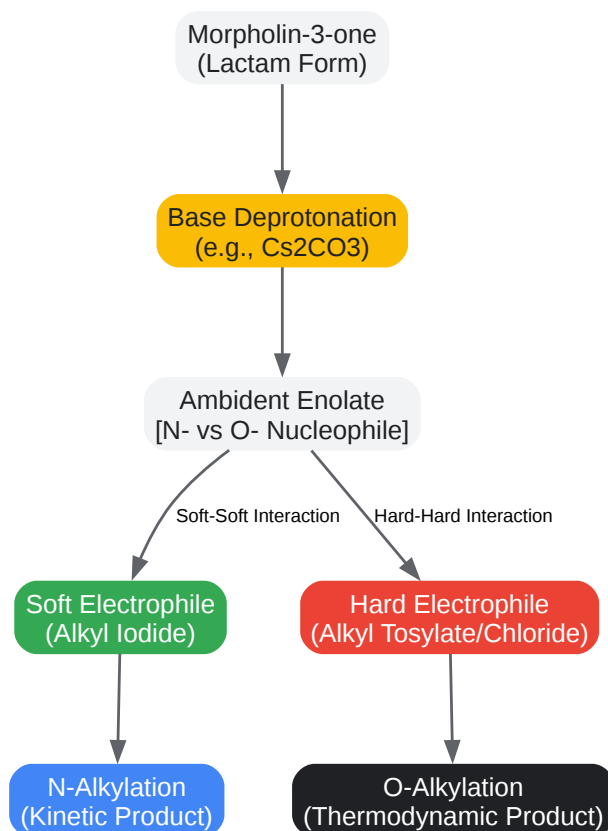 Morpholin-3-one
(Lactam Form)
Base Deprotonation
(e.g., Cs2CO3)
Ambident Enolate
[N- vs O- Nucleophile]
Soft-Soft Interaction
Hard-Hard Interaction
Soft Electrophile
(Alkyl Iodide)
Hard Electrophile
(Alkyl Tosylate/Chloride)
N-Alkylation
(Kinetic Product)
O-Alkylation
(Thermodynamic Product)